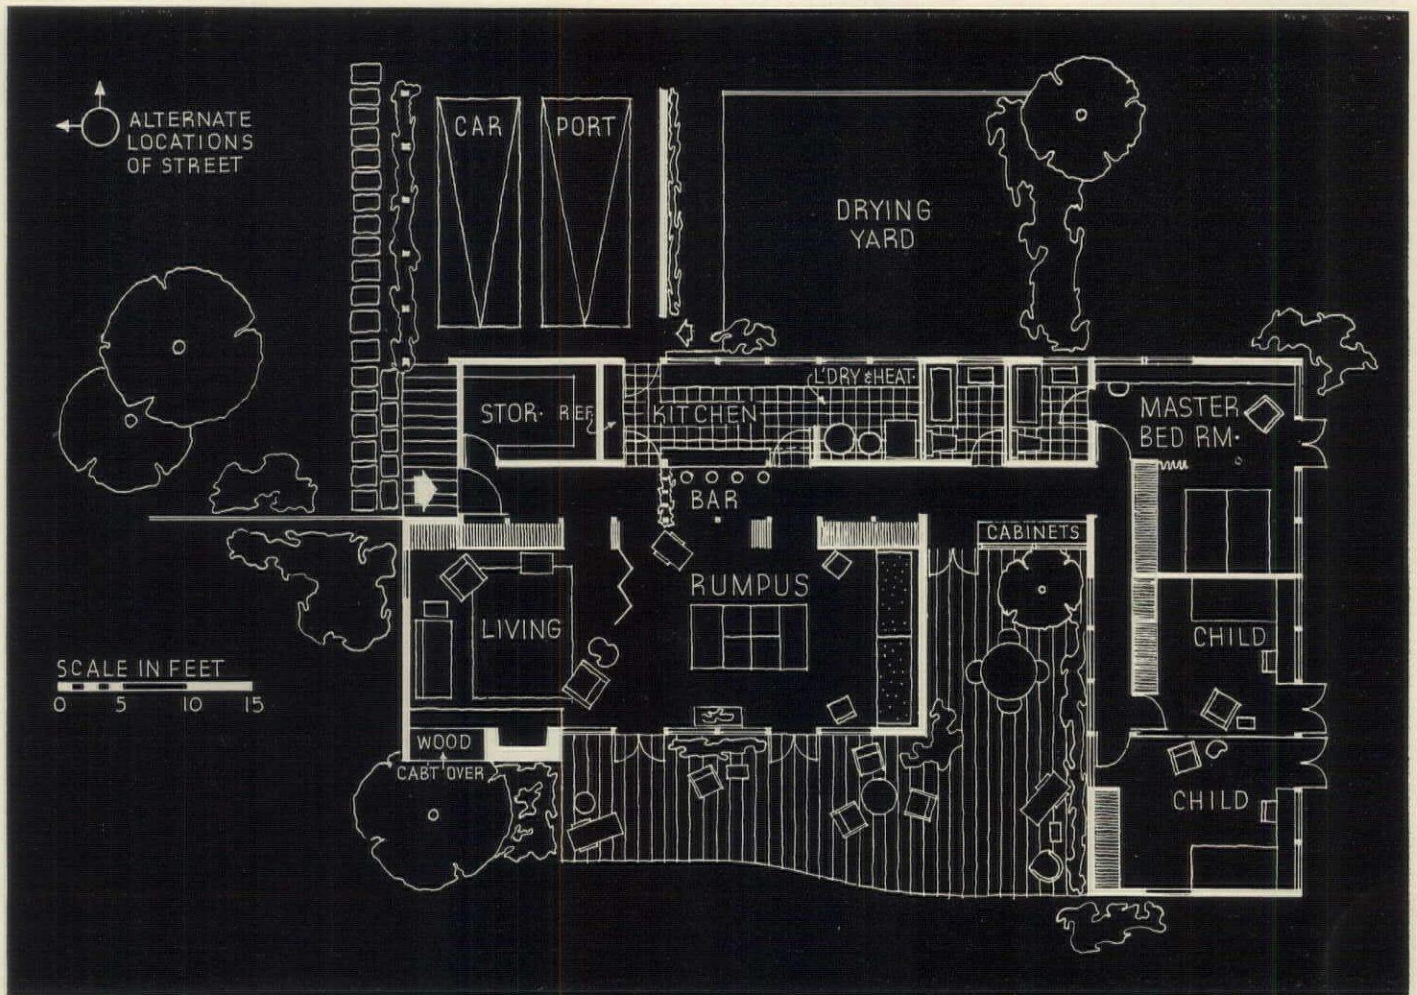 ALTERNATE
LOCATIONS
OF STREET
CAR PORT
DRYING
YARD
STOR. REF.
KITCHEN
L'DRY & HEAT.
MASTER
BED RM.
BAR
CABINETS
RUMPUS
LIVING
CHILD
SCALE IN FEET
0 5 10 15
WOOD
CAB'T OVER
CHILD